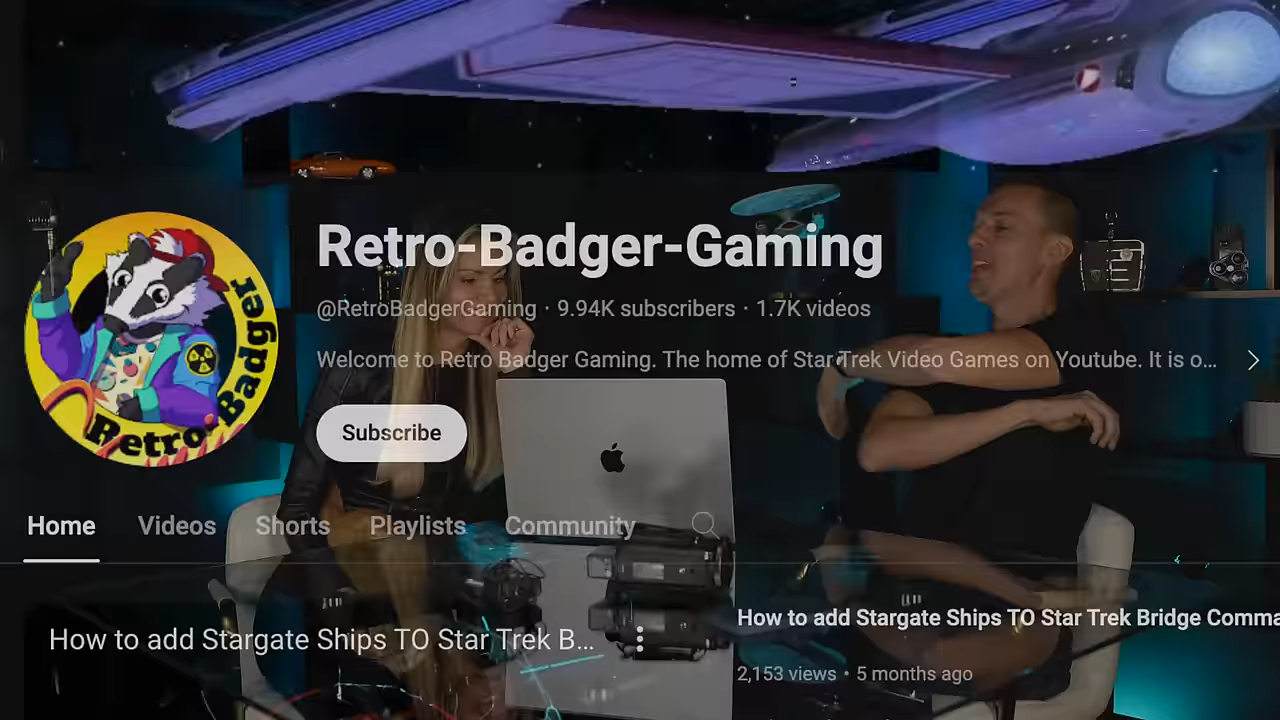 Retro-Badger-Gaming
@RetroBadgerGaming · 9.94K subscribers · 1.7K videos
Welcome to Retro Badger Gaming. The home of Star Trek Video Games on Youtube. It is o...
Retro-Badger
Subscribe
Home Videos Shorts Playlists Community
How to add Stargate Ships TO Star Trek Bridge Comma
How to add Stargate Ships TO Star Trek B...
2,153 views · 5 months ago